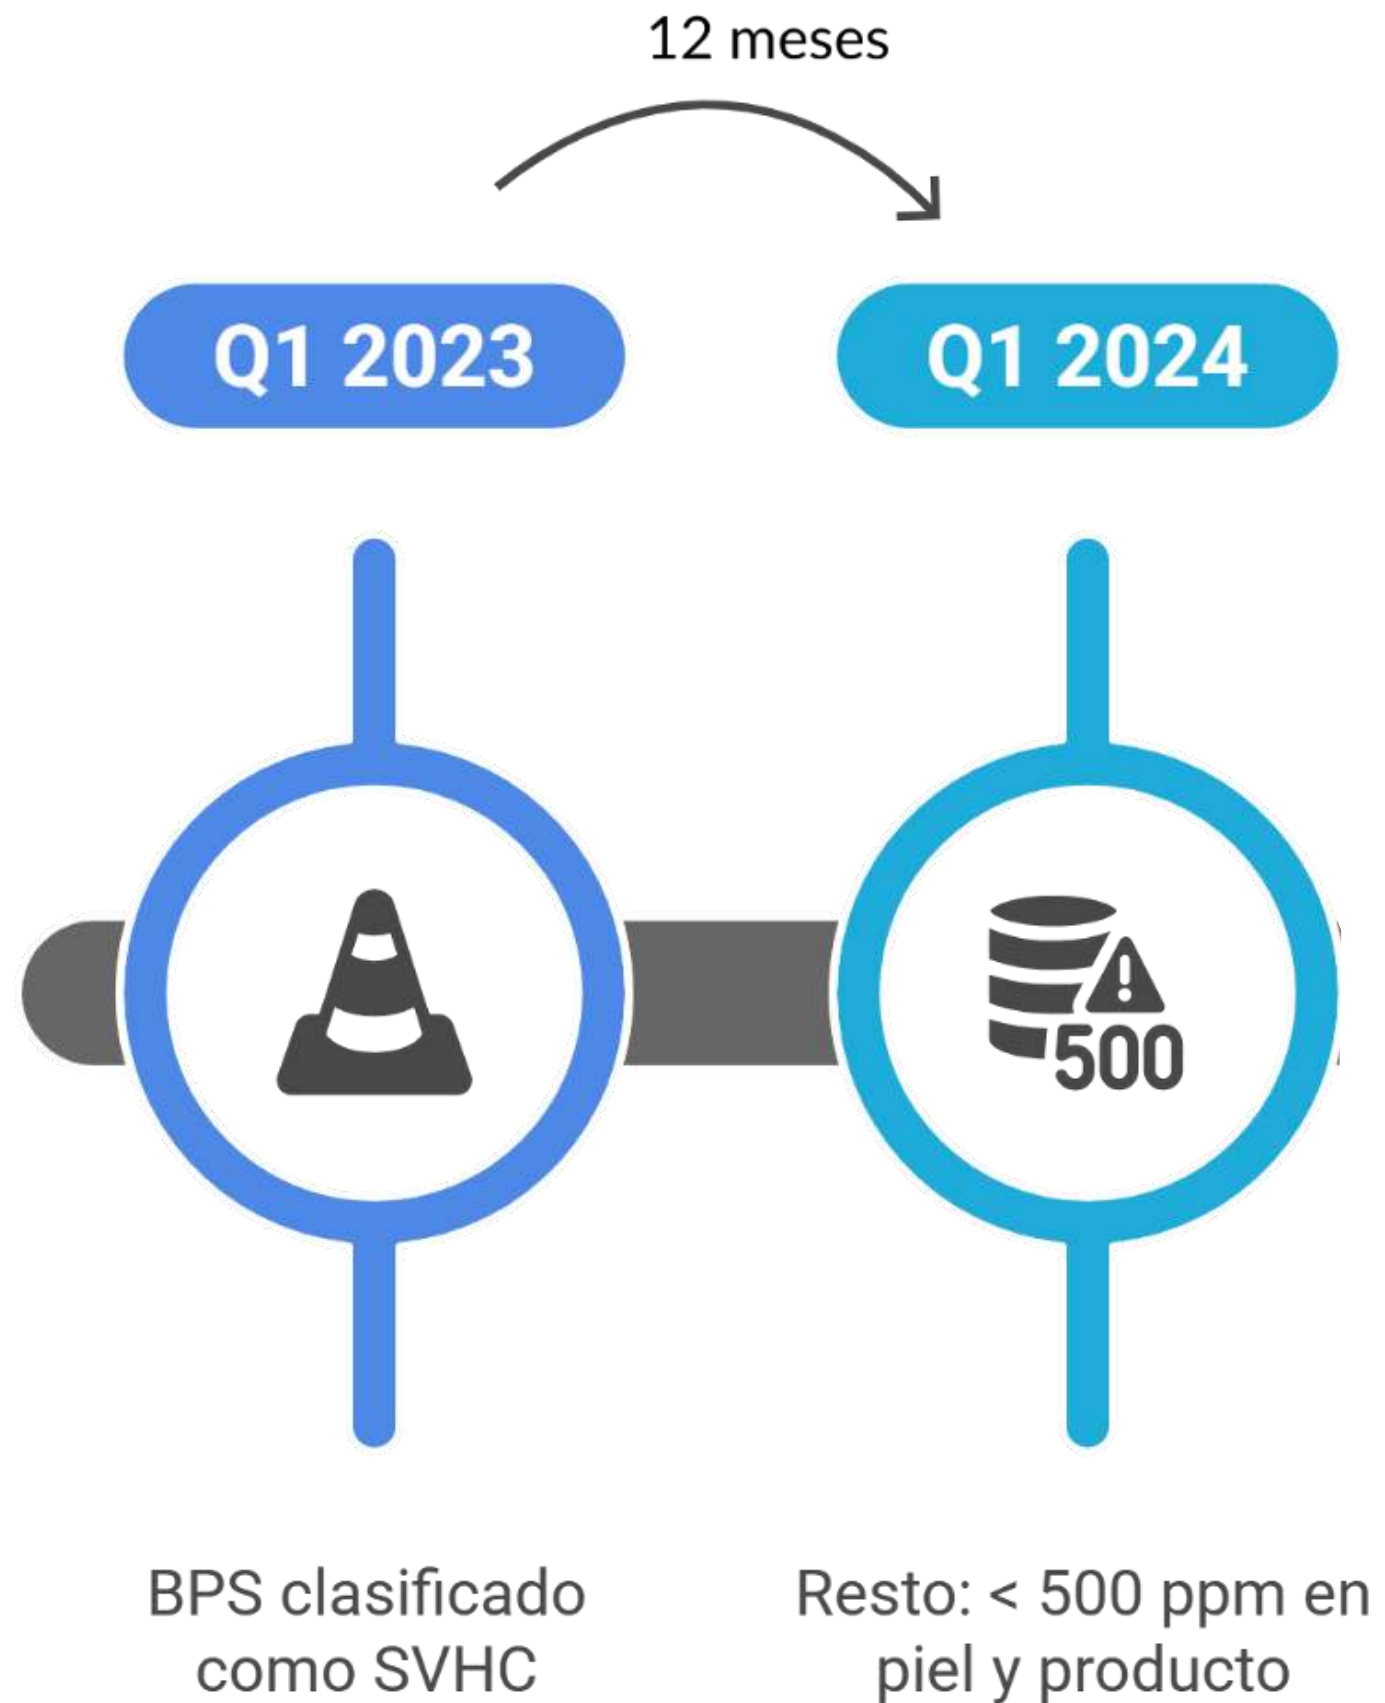 12 meses
Q1 2023
Q1 2024
500
BPS clasificado
como SVHC
Resto: < 500 ppm en
piel y producto